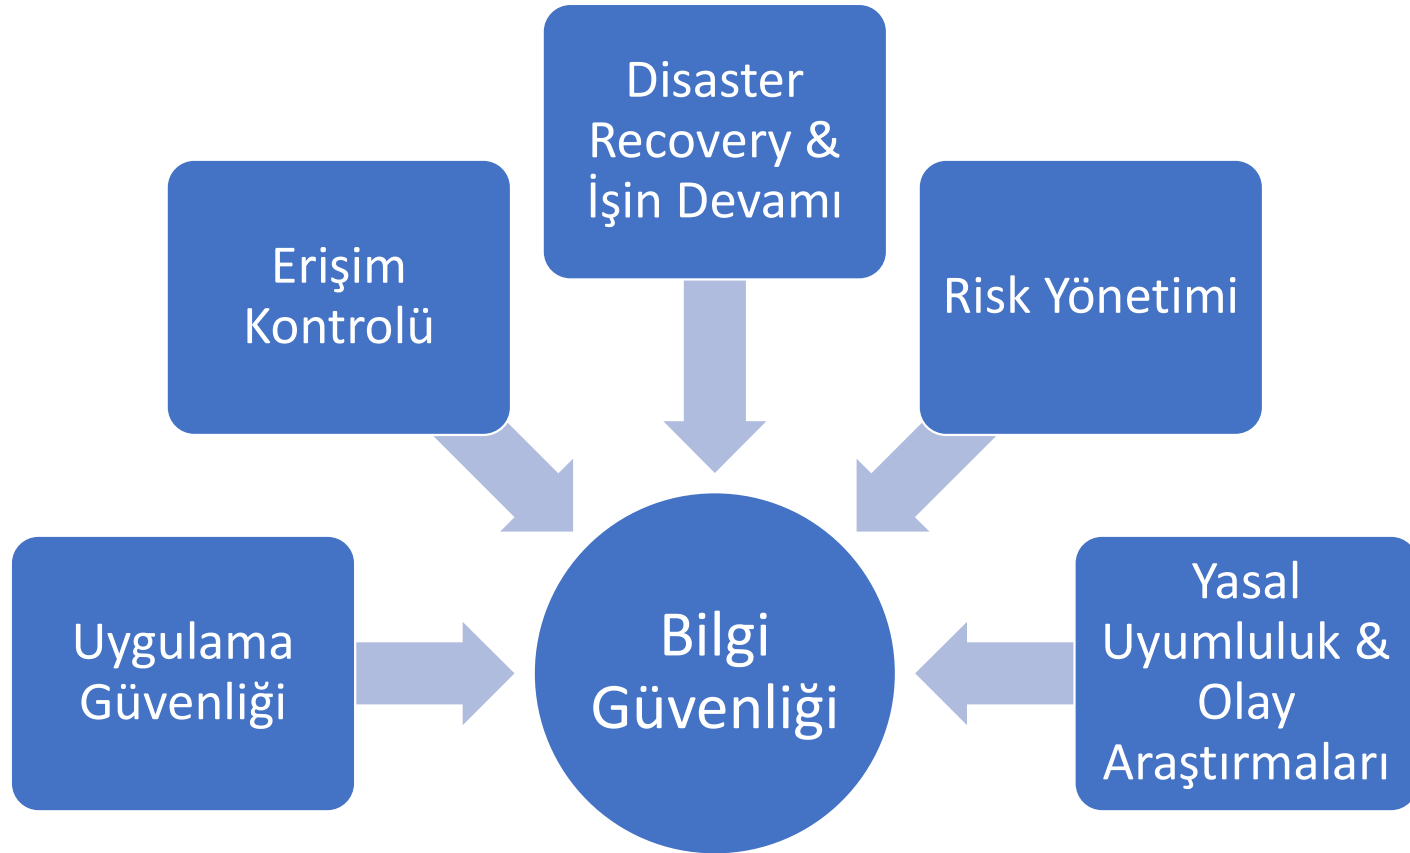 Disaster
Recovery &
İşin Devamı
Erişim
Kontrolü
Risk Yönetimi
Uygulama
Güvenliği
Bilgi
Güvenliği
Yasal
Uyumluluk &
Olay
Araştırmaları